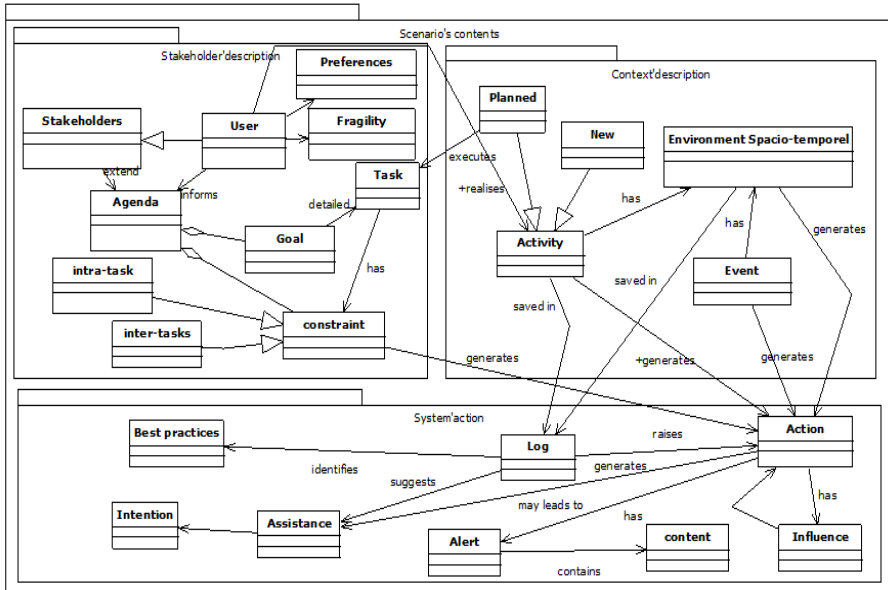 Scenario's contents
Stakeholder'description
Preferences
Context'description
Stakeholders
User
Fragility
Planned
New
Environment Spacio-temporel
extend
informs
Agenda
Task
executes
+realises
detailed
Goal
Activity
has
has
generates
intra-task
has
saved in
saved in
Event
inter-tasks
constraint
generates
+generates
generates
System'action
Best practices
Log
raises
Action
identifies
generates
suggests
may leads to
has
has
Intention
Assistance
Alert
content
Influence
contains